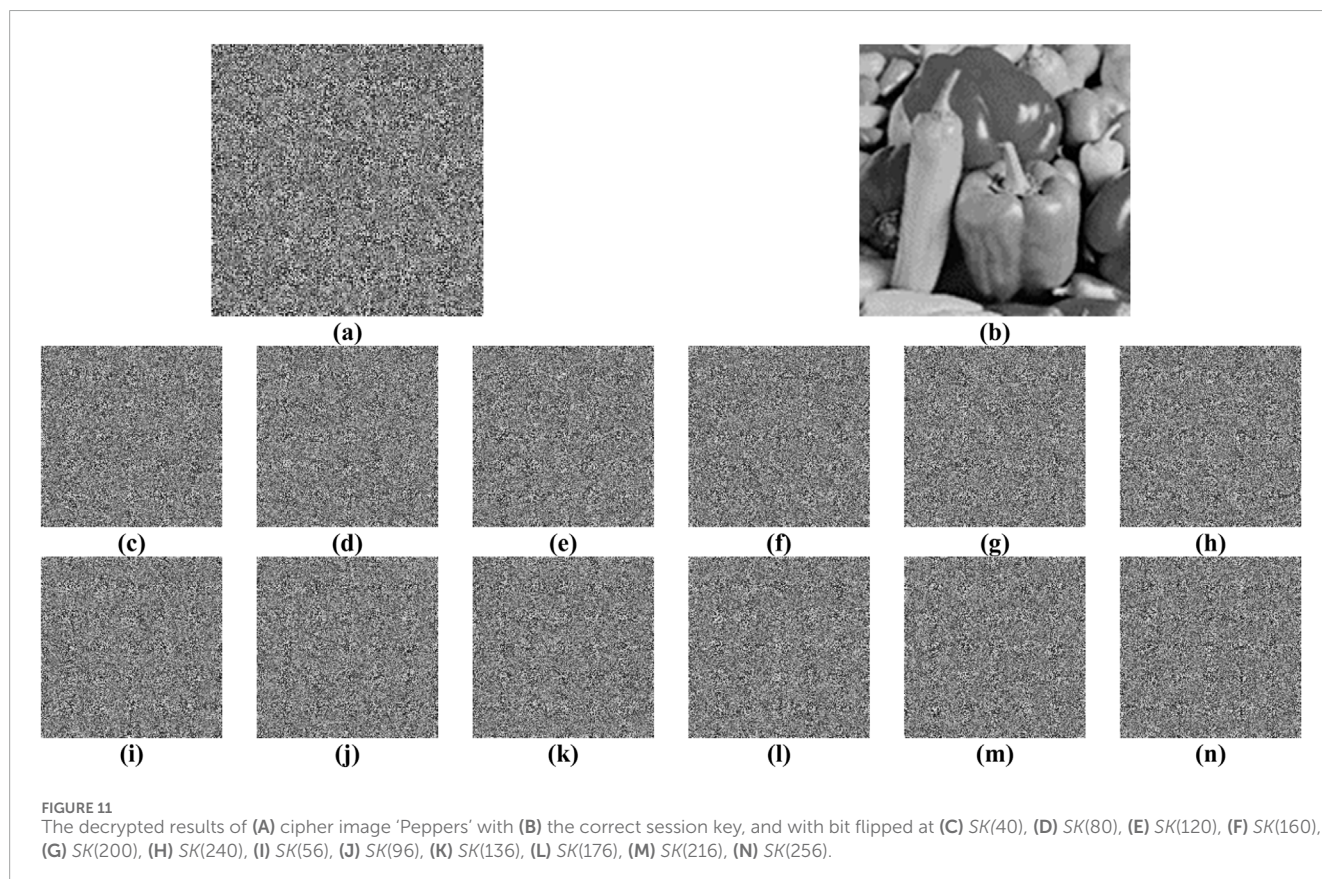 (a) (b)
(c) (d) (e) (f) (g) (h)
(i) (j) (k) (l) (m) (n)
FIGURE 11
The decrypted results of (A) cipher image ‘Peppers’ with (B) the correct session key, and with bit flipped at (C) SK(40), (D) SK(80), (E) SK(120), (F) SK(160),
(G) SK(200), (H) SK(240), (I) SK(56), (J) SK(96), (K) SK(136), (L) SK(176), (M) SK(216), (N) SK(256).